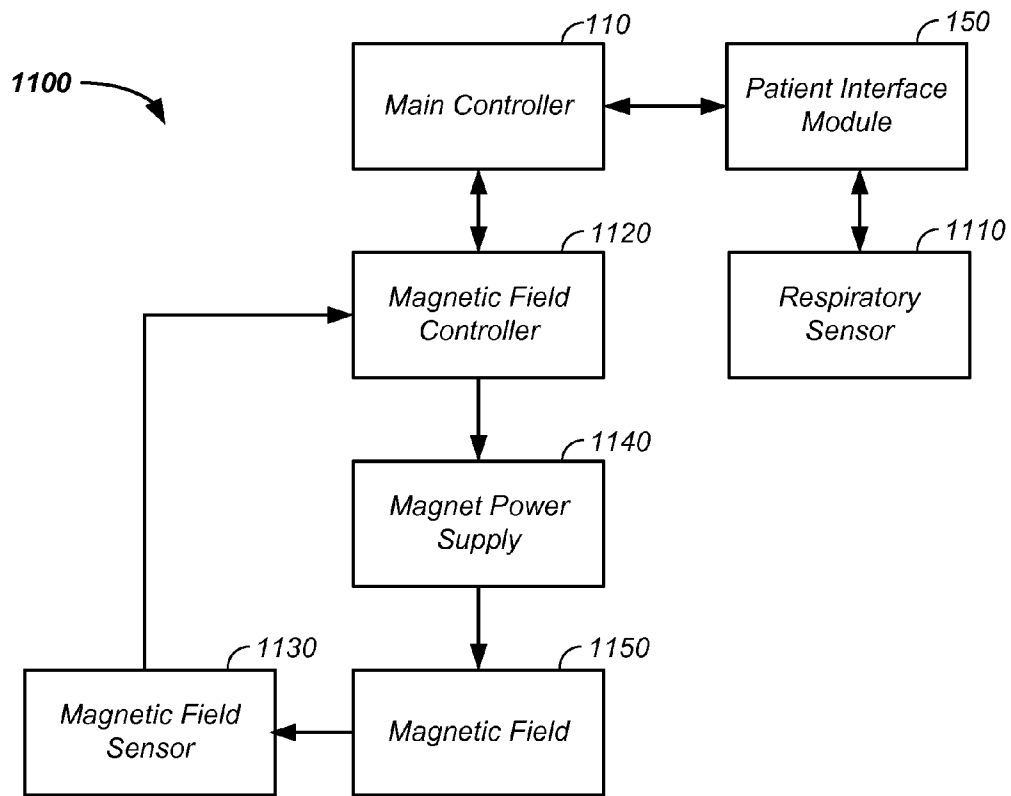 110
150
1100
Main Controller
Patient Interface
Module
1120
1110
Magnetic Field
Controller
Respiratory
Sensor
1140
Magnet Power
Supply
1130
1150
Magnetic Field
Sensor
Magnetic Field